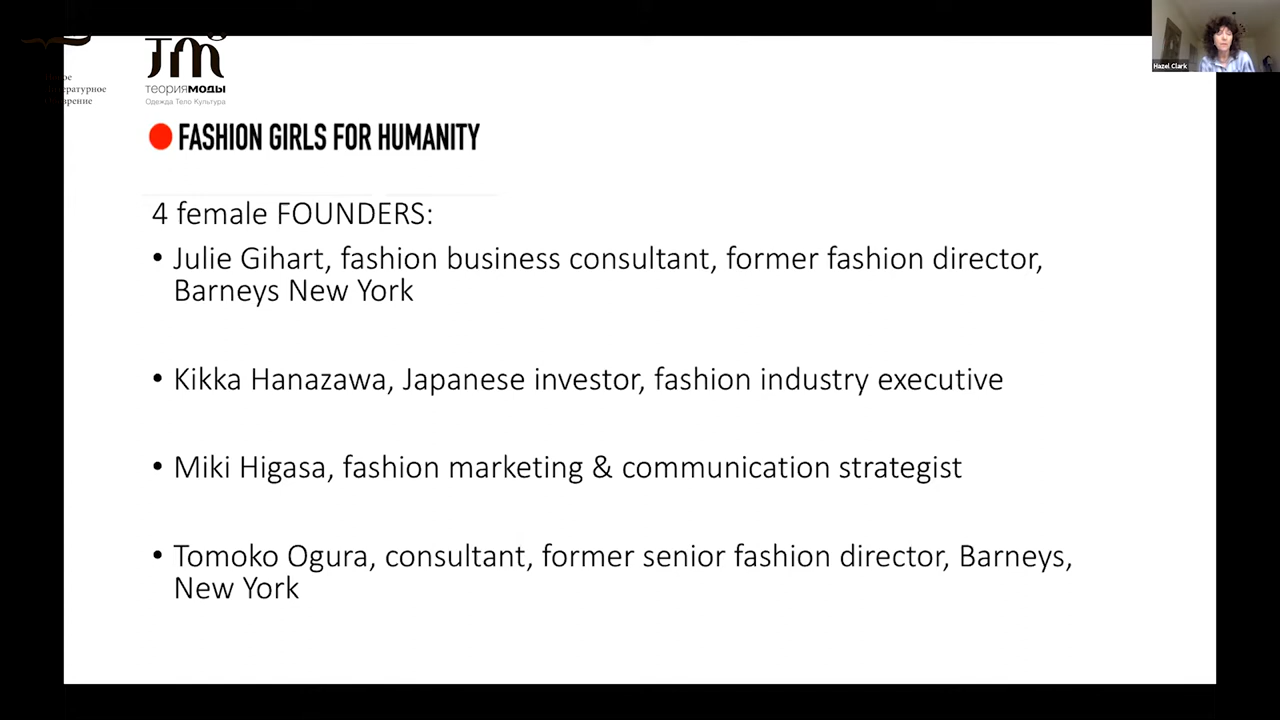 теориямоды
Одежда Тело Культура
Hazel Clark
FASHION GIRLS FOR HUMANITY
4 female FOUNDERS:
• Julie Gihart, fashion business consultant, former fashion director,
Barneys New York
• Kikka Hanazawa, Japanese investor, fashion industry executive
• Miki Higasa, fashion marketing & communication strategist
• Tomoko Ogura, consultant, former senior fashion director, Barneys,
New York